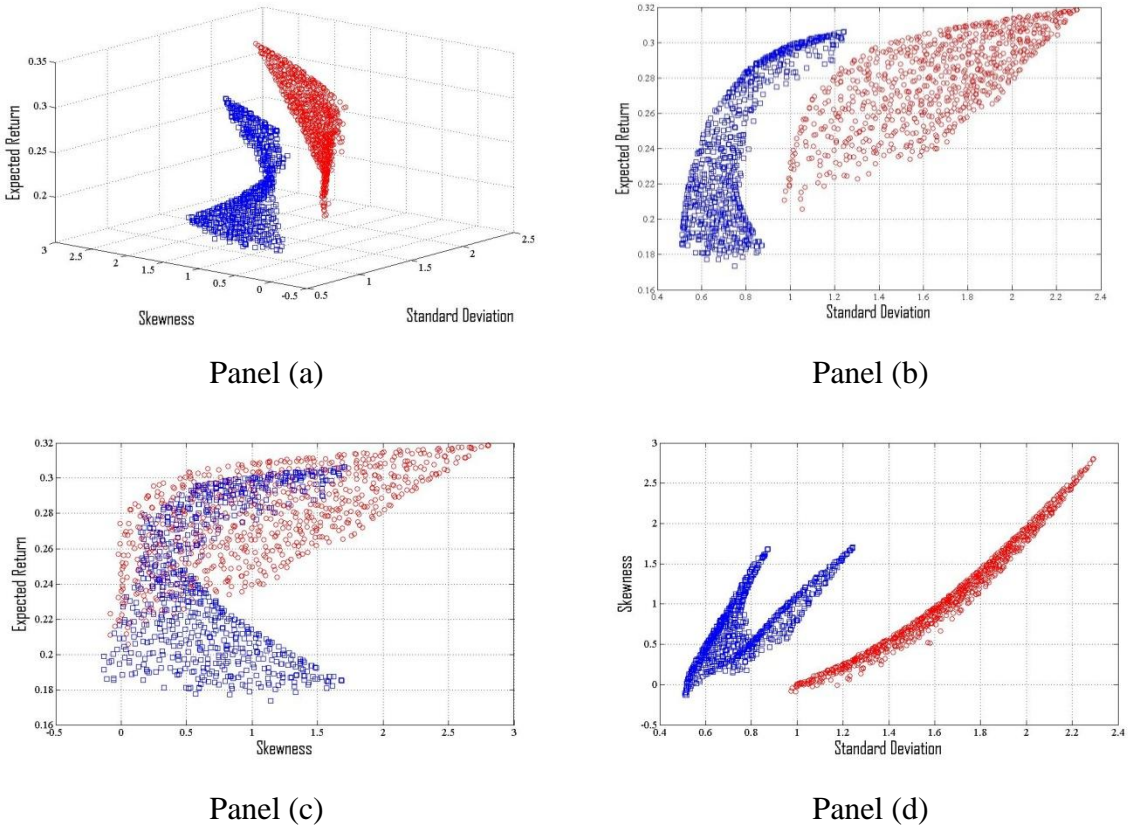 0.35
0.3
0.25
0.2
Expected Return
3
2.5
2
1.5
1
0.5
0
-0.5
Skewness
0.5
1
1.5
2
2.5
Standard Deviation
Panel (a)
0.32
0.3
0.28
0.26
0.24
0.22
0.2
0.18
0.16
Expected Return
0.4 0.6 0.8 1 1.2 1.4 1.6 1.8 2 2.2 2.4
Standard Deviation
Panel (b)
0.32
0.3
0.28
0.26
0.24
0.22
0.2
0.18
0.16
Expected Return
-0.5 0 0.5 1 1.5 2 2.5 3
Skewness
Panel (c)
3
2.5
2
1.5
1
0.5
0
-0.5
Skewness
0.4 0.6 0.8 1 1.2 1.4 1.6 1.8 2 2.2 2.4
Standard Deviation
Panel (d)